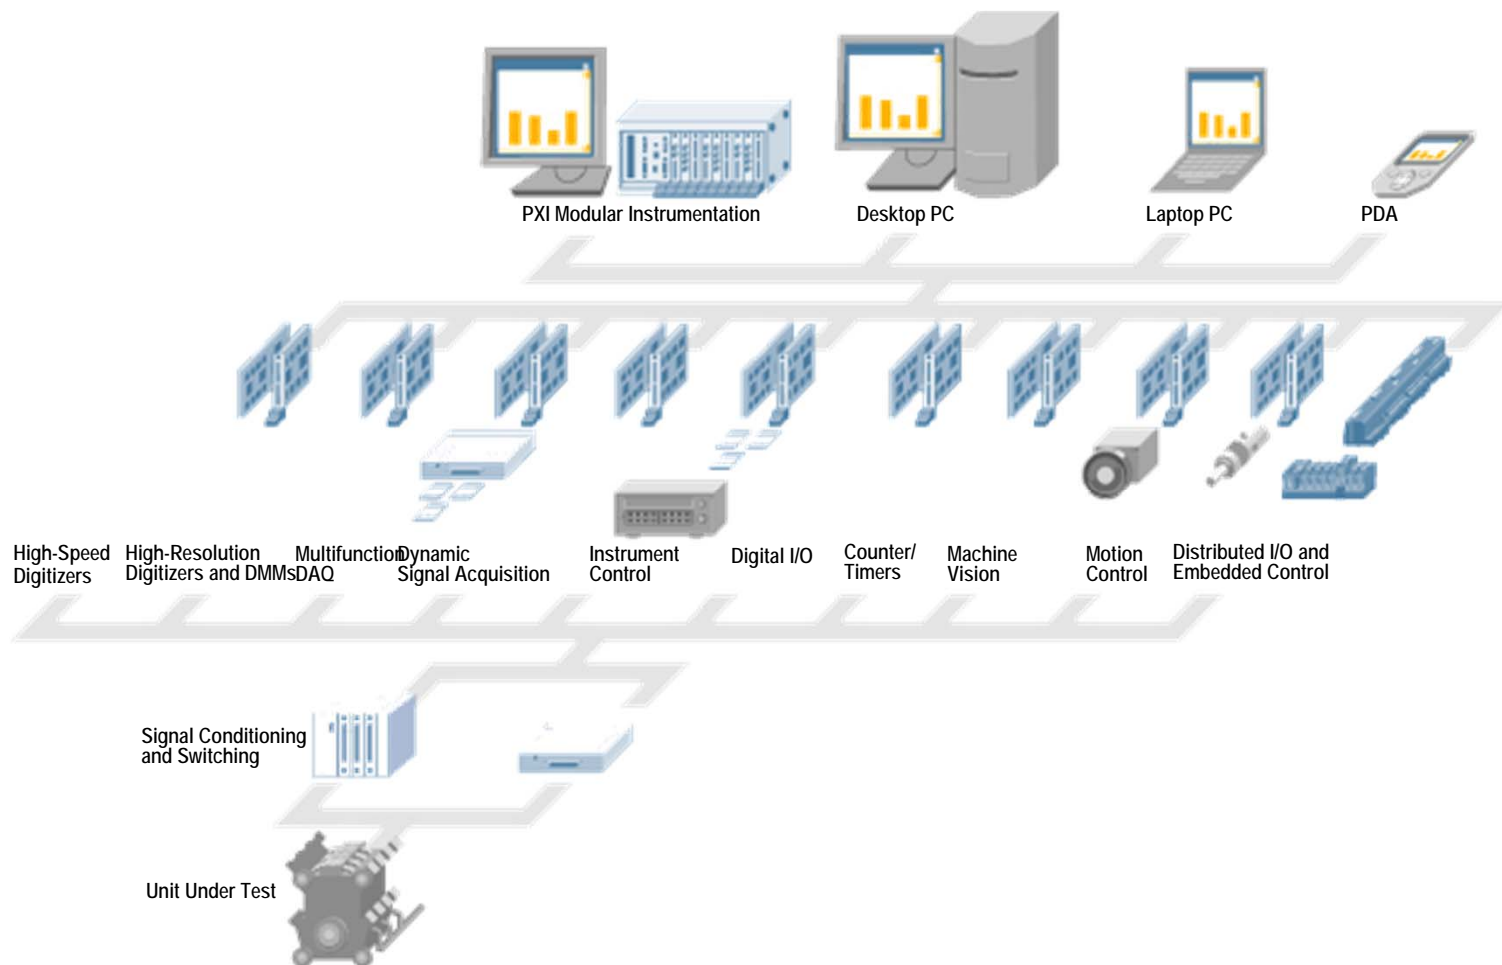 PXI Modular Instrumentation
Desktop PC
Laptop PC
PDA
High-Speed
Digitizers
High-Resolution
Digitizers and DMMs
Multifunction
DAQ
Dynamic
Signal Acquisition
Instrument
Control
Digital I/O
Counter/
Timers
Machine
Vision
Motion
Control
Distributed I/O and
Embedded Control
Signal Conditioning
and Switching
Unit Under Test